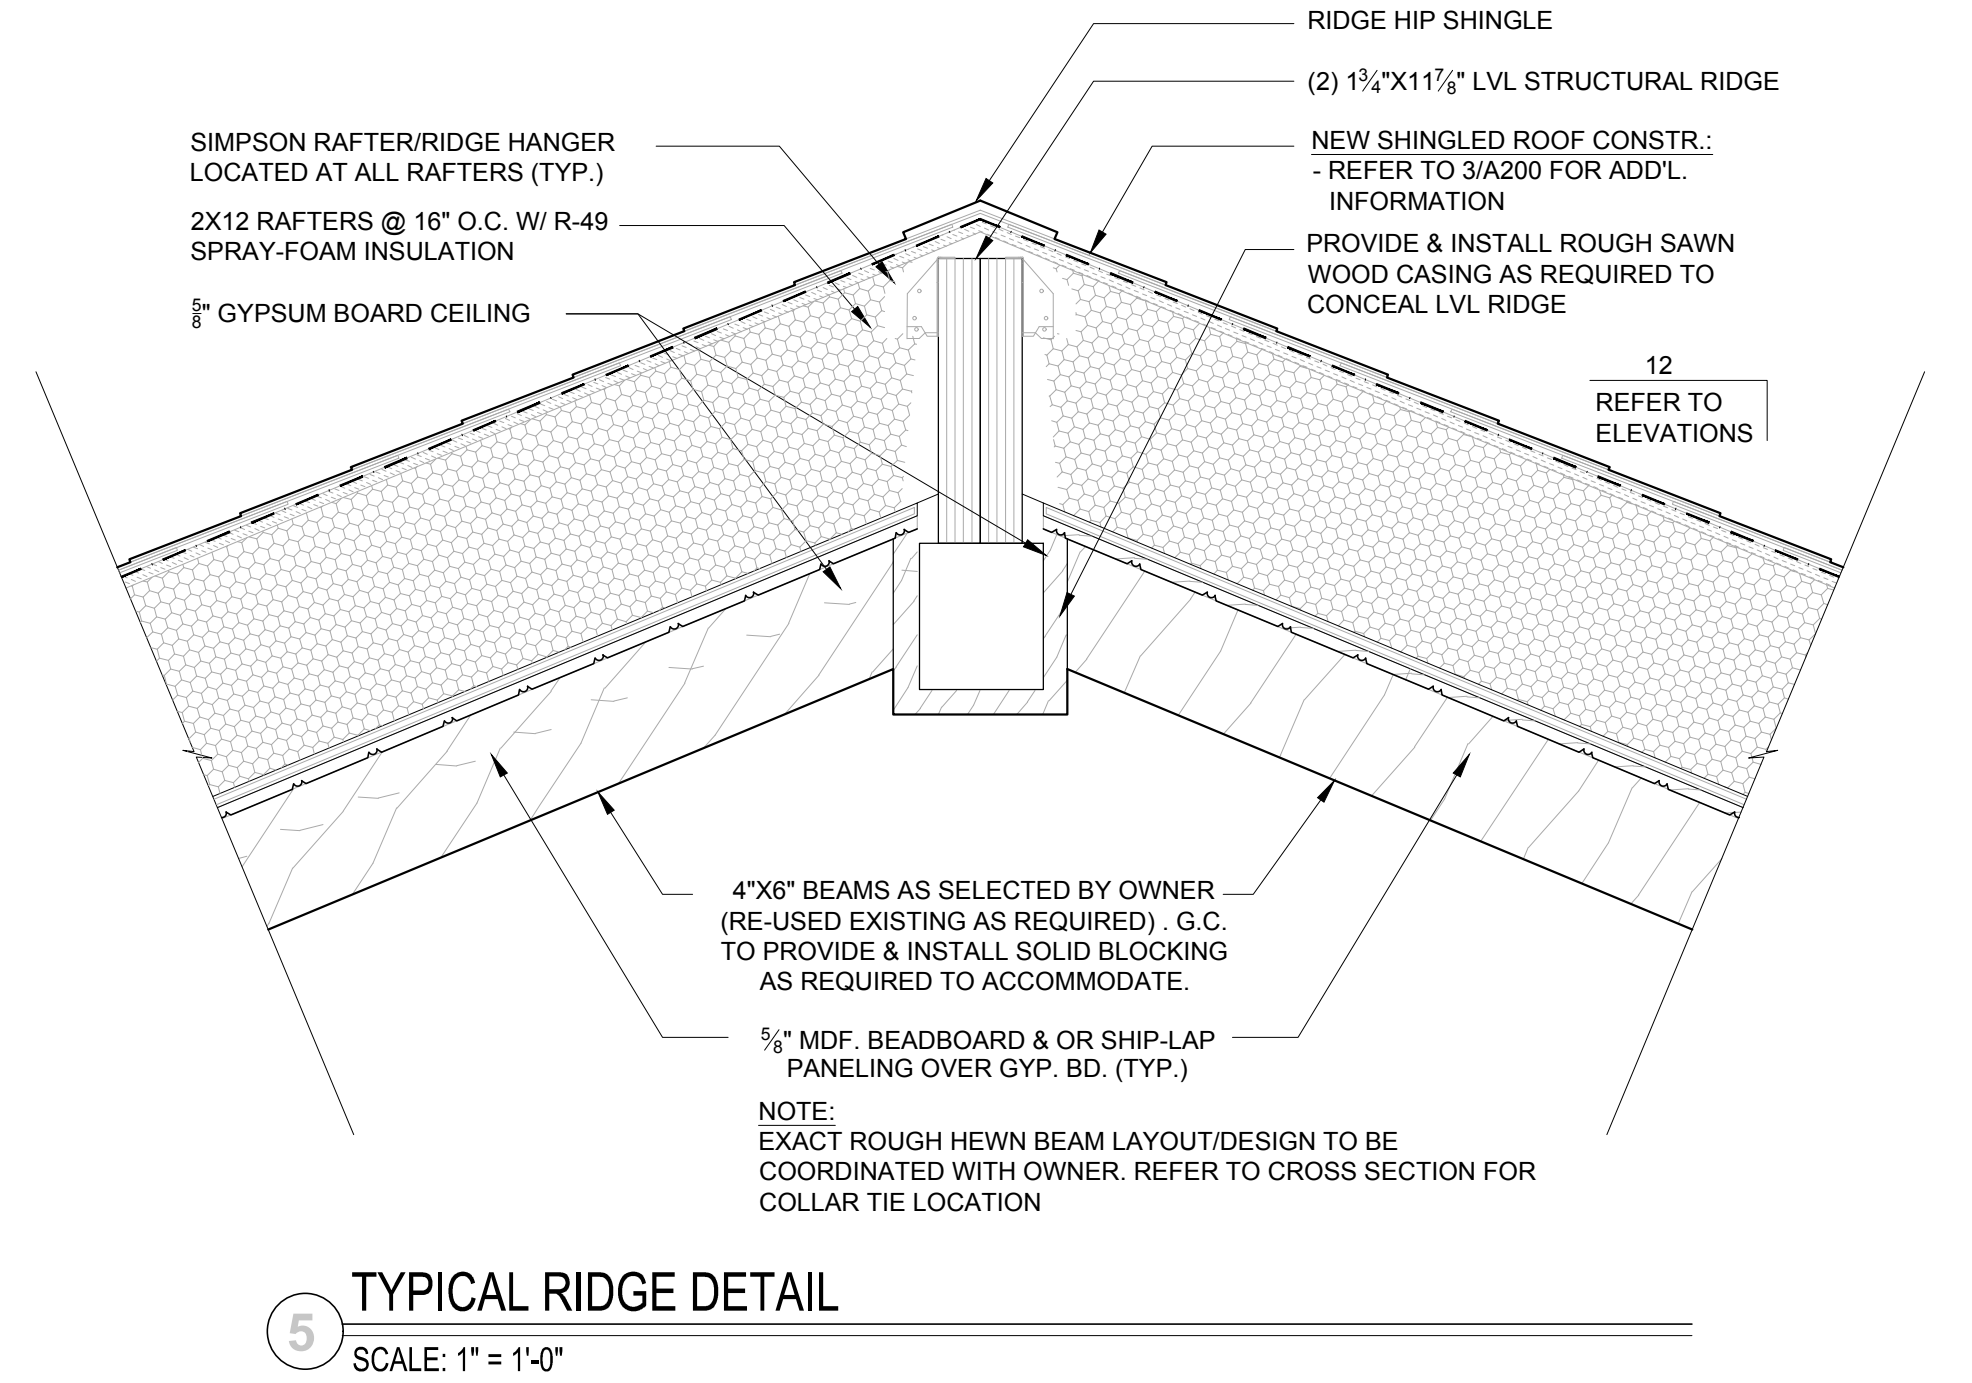 RIDGE HIP SHINGLE
(2) 1¾"X11⅞" LVL STRUCTURAL RIDGE
SIMPSON RAFTER/RIDGE HANGER
LOCATED AT ALL RAFTERS (TYP.)
NEW SHINGLED ROOF CONSTR.:
- REFER TO 3/A200 FOR ADD'L.
INFORMATION
2X12 RAFTERS @ 16" O.C. W/ R-49
SPRAY-FOAM INSULATION
PROVIDE & INSTALL ROUGH SAWN
WOOD CASING AS REQUIRED TO
CONCEAL LVL RIDGE
⅝" GYPSUM BOARD CEILING
12
REFER TO
ELEVATIONS
4"X6" BEAMS AS SELECTED BY OWNER
(RE-USED EXISTING AS REQUIRED) . G.C.
TO PROVIDE & INSTALL SOLID BLOCKING
AS REQUIRED TO ACCOMMODATE.
⅝" MDF. BEADBOARD & OR SHIP-LAP
PANELING OVER GYP. BD. (TYP.)
NOTE:
EXACT ROUGH HEWN BEAM LAYOUT/DESIGN TO BE
COORDINATED WITH OWNER. REFER TO CROSS SECTION FOR
COLLAR TIE LOCATION
5
TYPICAL RIDGE DETAIL
SCALE: 1" = 1'-0"